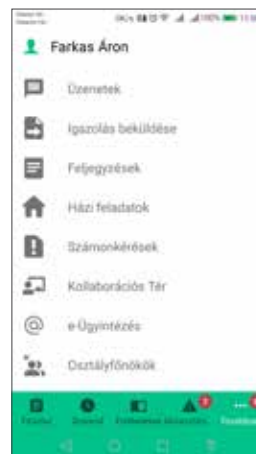 Farkas Áron
Üzenetek
Igazolás beküldése
Feljegyzések
Házi feladatok
Számonkérések
Kollaborációs Tér
e-Ügyintézés
Osztályfőnökök